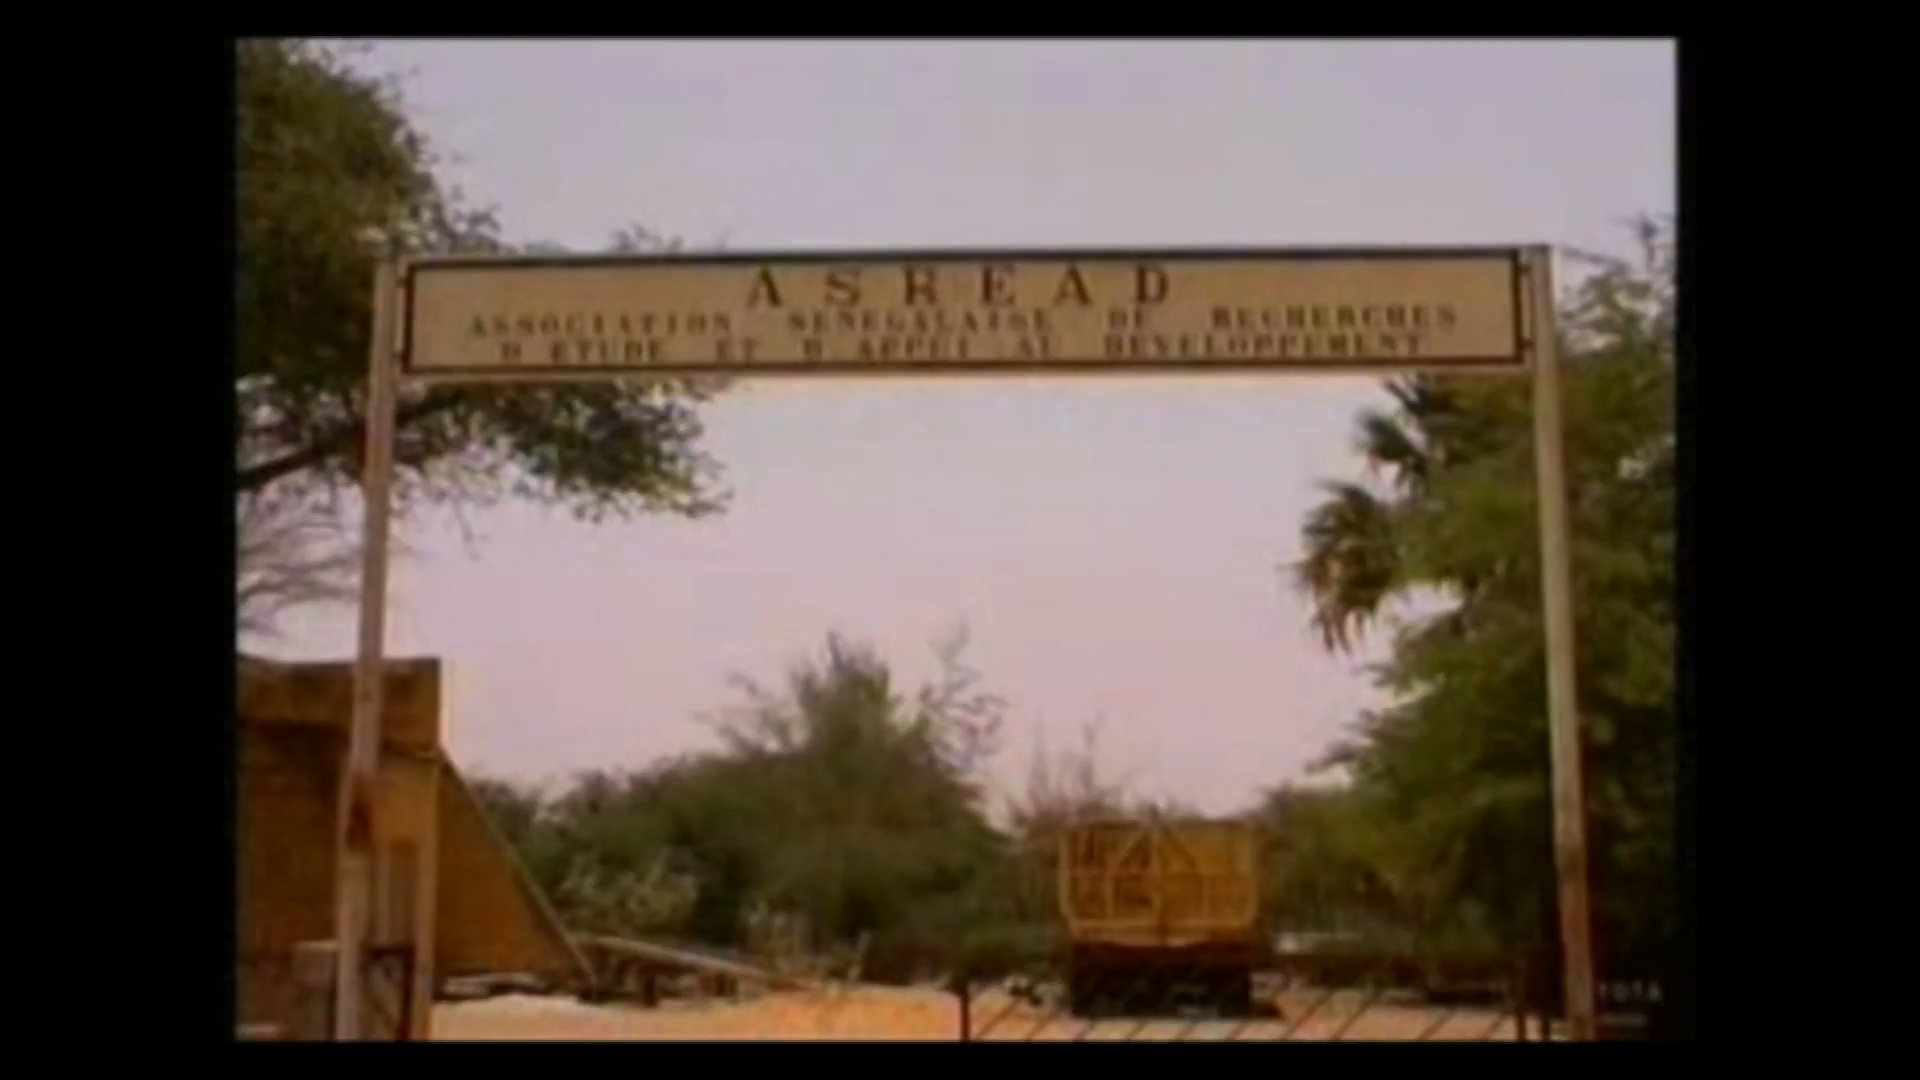 ASREAD
ASSOCIATION SENEGALAISE DE RECHERCHES
D ETUDE ET D APPUI AU DEVELOPPEMENT